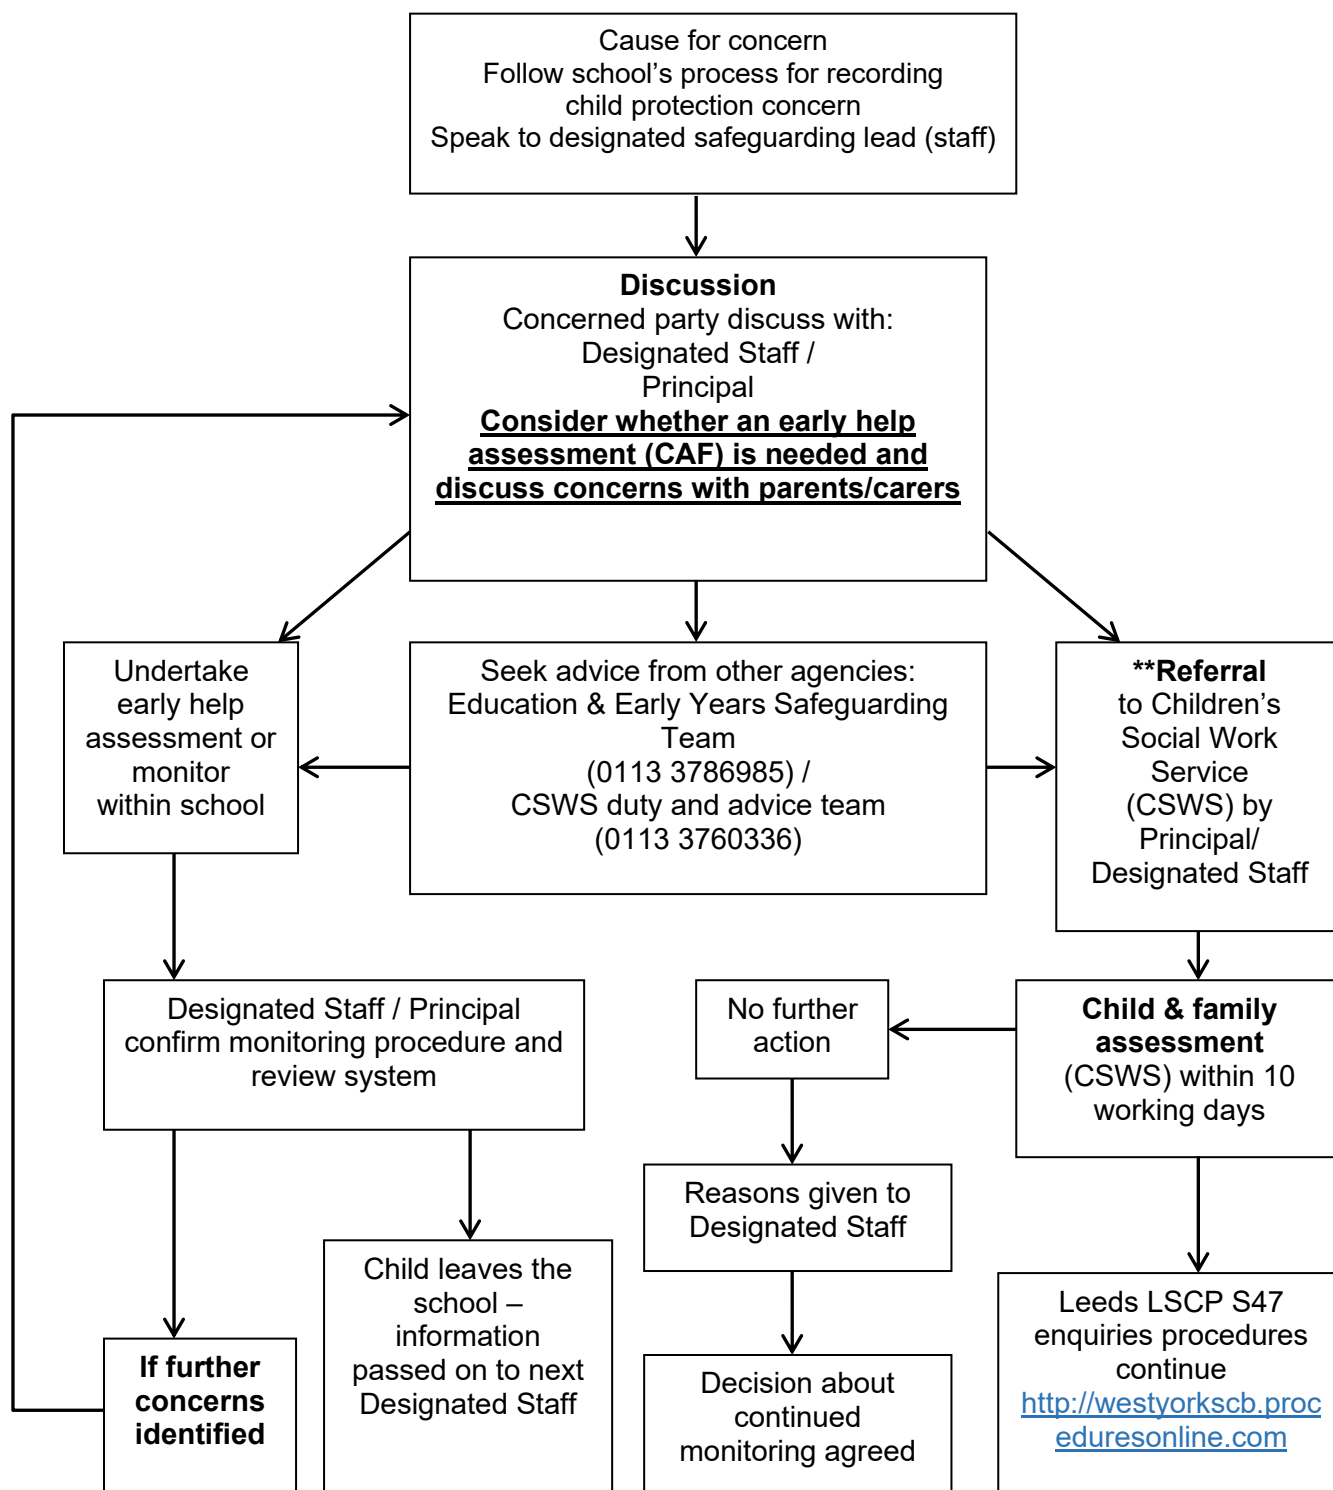 Cause for concern
Follow school’s process for recording
child protection concern
Speak to designated safeguarding lead (staff)
Discussion
Concerned party discuss with:
Designated Staff /
Principal
Consider whether an early help
assessment (CAF) is needed and
discuss concerns with parents/carers
Undertake
early help
assessment or
monitor
within school
Seek advice from other agencies:
Education & Early Years Safeguarding
Team
(0113 3786985) /
CSWS duty and advice team
(0113 3760336)
**Referral
to Children’s
Social Work
Service
(CSWS) by
Principal/
Designated Staff
Designated Staff / Principal
confirm monitoring procedure and
review system
No further
action
Child & family
assessment
(CSWS) within 10
working days
Reasons given to
Designated Staff
Child leaves the
school –
information
passed on to next
Designated Staff
Leeds LSCP S47
enquiries procedures
continue
http://westyorkscb.proc
eduresonline.com
If further
concerns
identified
Decision about
continued
monitoring agreed